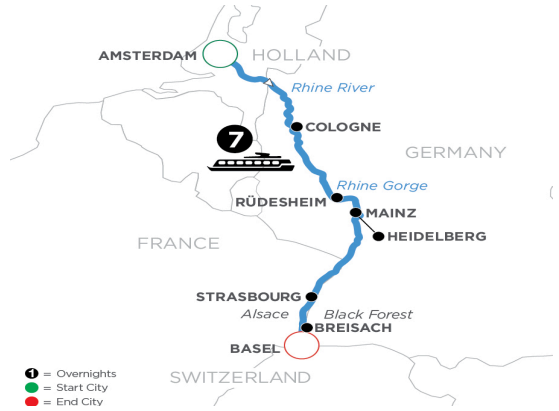 AMSTERDAM
HOLLAND
Rhine River
7
COLOGNE
GERMANY
Rhine Gorge
RÜDESHEIM
MAINZ
HEIDELBERG
FRANCE
STRASBOURG
Alsace
Black Forest
BREISACH
BASEL
SWITZERLAND
1 = Overnights
= Start City
= End City